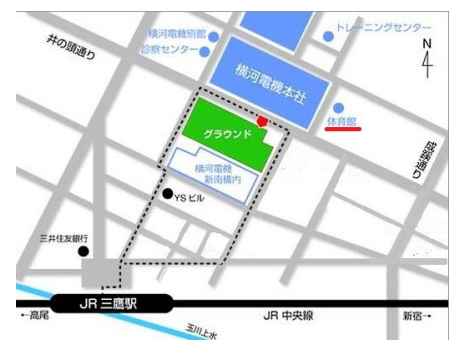 トレーニングセンター
横河電機別館
診察センター
井の頭通り
N
横河電機本社
体育館
グラウンド
成蹊通り
横河電機
新南構内
YSビル
三井住友銀行
JR 三鷹駅
←高尾
JR 中央線
新宿→
玉川上水